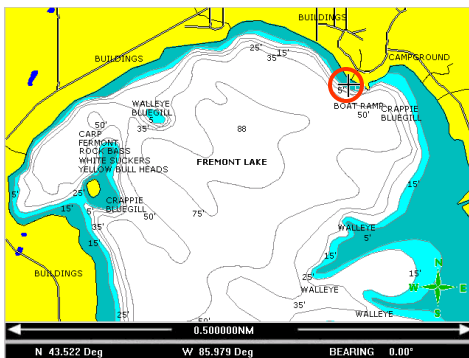 BUILDINGS
25'
15'
35'
BUILDINGS
CAMPGROUND
5'
BOAT RAMP
50'
CRAPPIE
BLUEGILL
WALLEYE
BLUEGILL
5
35'
50'
88
CARP
FERMONT
ROCK BASS
WHITE SUCKERS
YELLOW BULL HEADS
FREMONT LAKE
15'
5'
25'
15'
5'
CRAPPIE
BLUEGILL
50'
75'
35'
15'
WALLEYE
5'
15'
BUILDINGS
25'
15'
N
W E
S
WALLEYE
35'
WALLEYE
0.500000NM
N 43.522 Deg W 85.979 Deg BEARING 0.00°